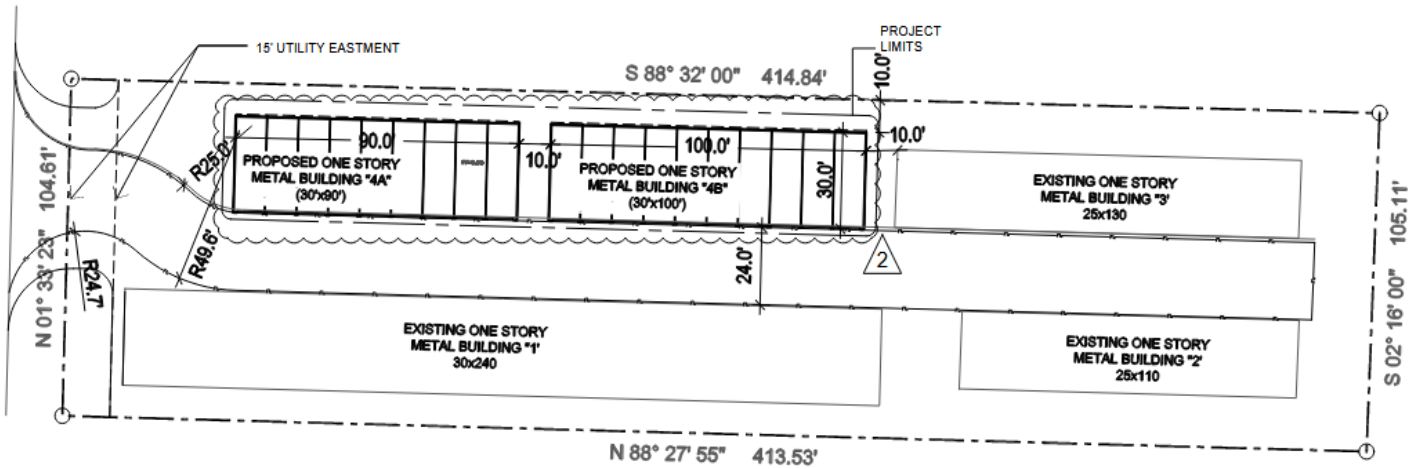 15' UTILITY EASTMENT
PROJECT
LIMITS
S 88° 32' 00" 414.84'
10.0'
10.0'
90.0'
100.0'
R25.0'
PROPOSED ONE STORY
METAL BUILDING "4A"
(30'x90')
10.0'
PROPOSED ONE STORY
METAL BUILDING "4B"
(30'x100')
30.0'
EXISTING ONE STORY
METAL BUILDING "3'
25x130
N 01° 33' 23" 104.61'
R24.7'
R49.6'
24.0'
2
S 02° 16' 00" 105.11'
EXISTING ONE STORY
METAL BUILDING "1'
30x240
EXISTING ONE STORY
METAL BUILDING "2'
25x110
N 88° 27' 55" 413.53'